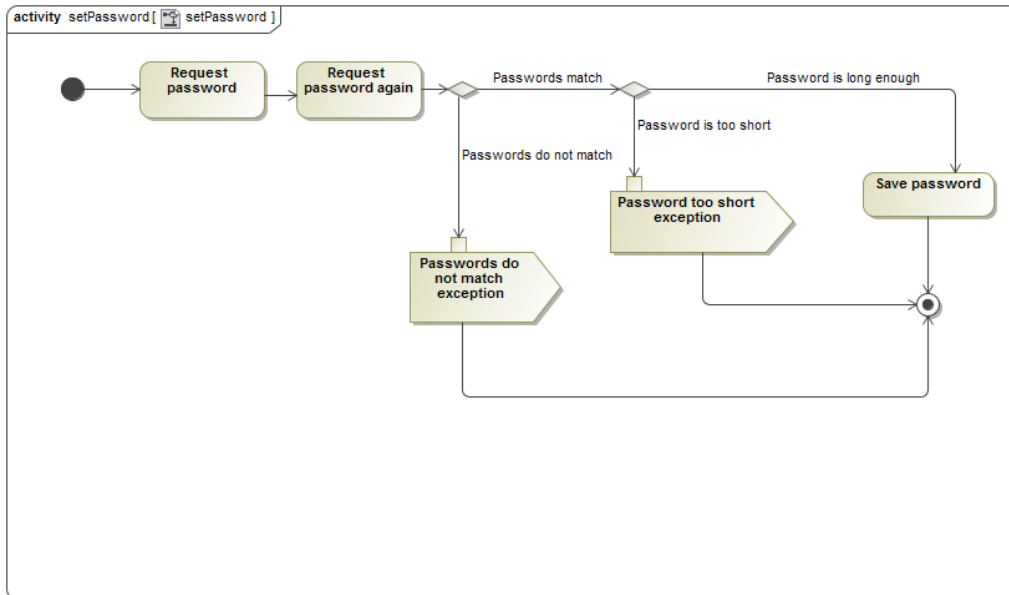 activity setPassword [ setPassword ]
Request
password
Request
password again
Passwords match
Password is long enough
Password is too short
Passwords do not match
Password too short
exception
Save password
Passwords do
not match
exception